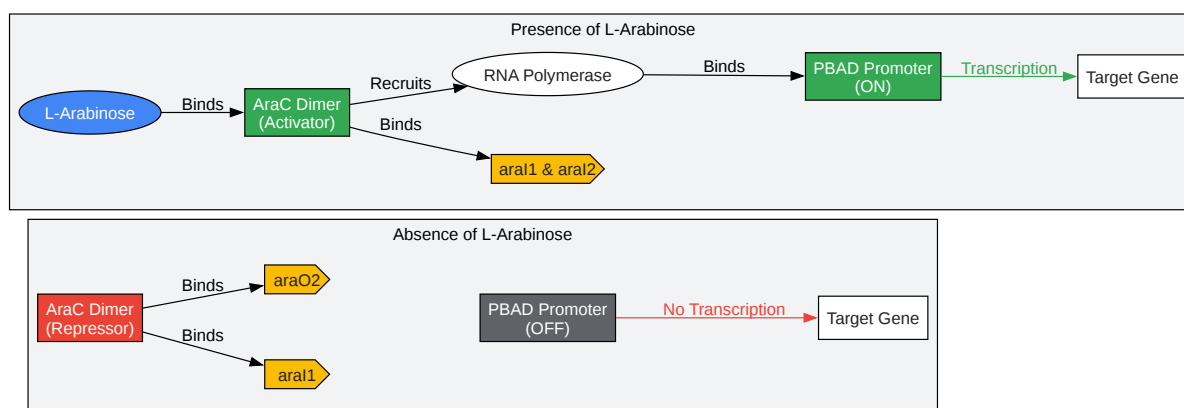 Presence of L-Arabinose
L-Arabinose
Binds
AraC Dimer
(Activator)
Recruits
RNA Polymerase
Binds
PBAD Promoter
(ON)
Transcription
Target Gene
Binds
araI1 & araI2
Absence of L-Arabinose
AraC Dimer
(Repressor)
Binds
araO2
Binds
araI1
PBAD Promoter
(OFF)
No Transcription
Target Gene